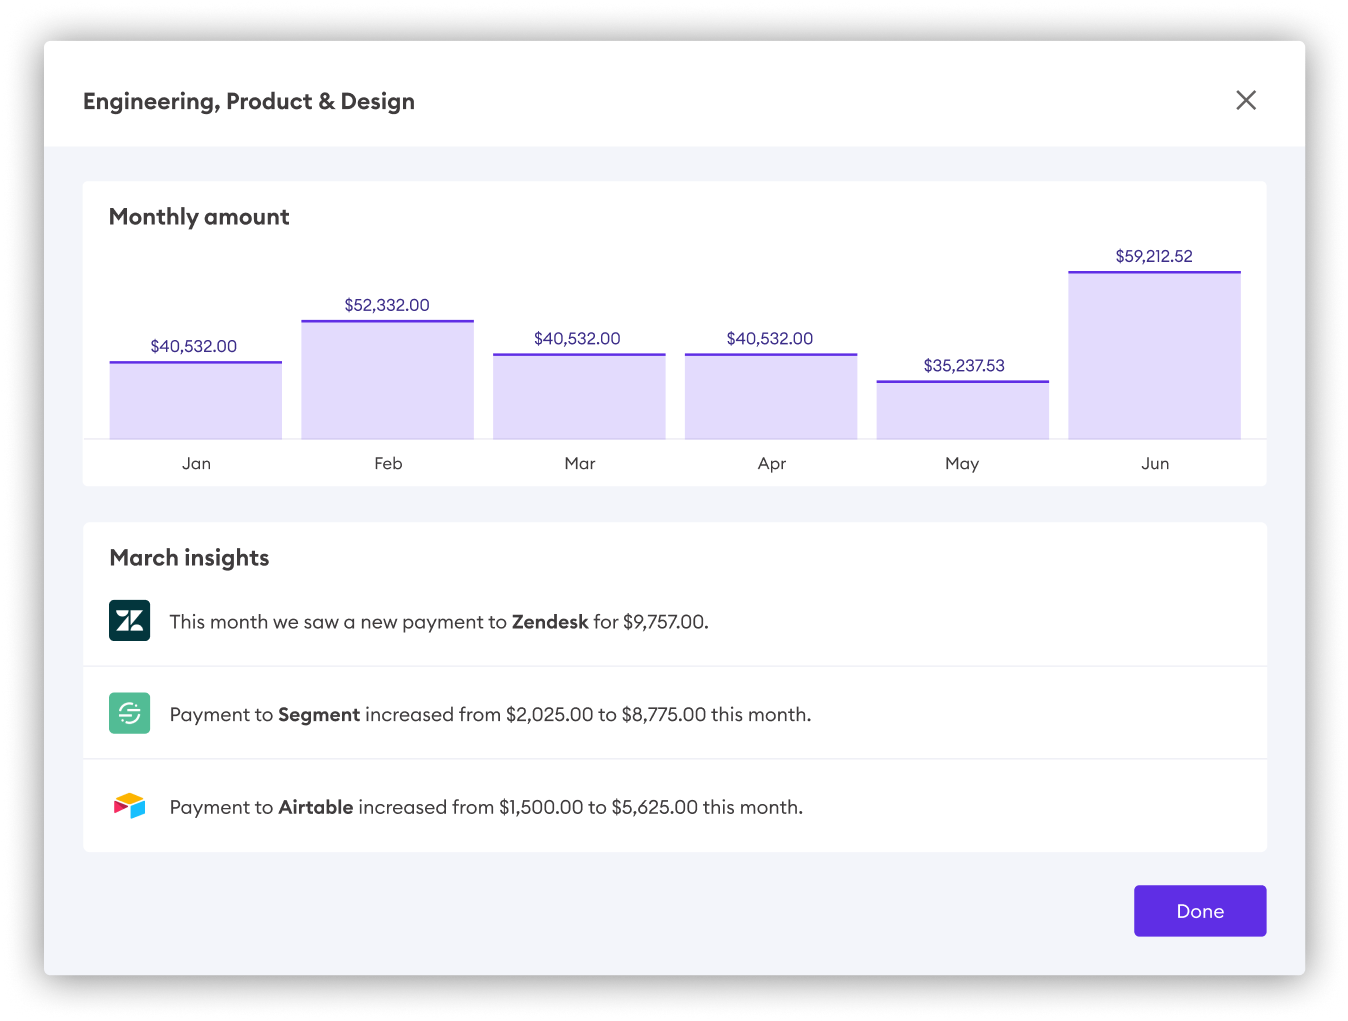 Engineering, Product & Design
Monthly amount
$40,532.00
$52,332.00
$40,532.00
$40,532.00
$35,237.53
$59,212.52
Jan
Feb
Mar
Apr
May
Jun
March insights
This month we saw a new payment to Zendesk for $9,757.00.
Payment to Segment increased from $2,025.00 to $8,775.00 this month.
Payment to Airtable increased from $1,500.00 to $5,625.00 this month.
Done